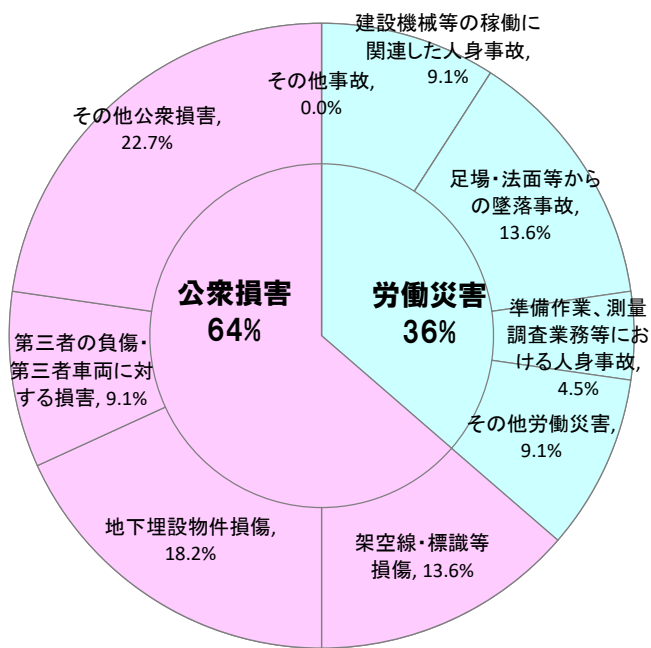 建設機械等の稼働に
関連した人身事故,
9.1%
その他事故,
0.0%
その他公衆損害,
22.7%
足場・法面等から
の墜落事故,
13.6%
公衆損害
64%
労働災害
36%
準備作業、測量
調査業務等にお
ける人身事故,
4.5%
第三者の負傷・
第三者車両に対
する損害, 9.1%
その他労働災害,
9.1%
地下埋設物件損傷,
18.2%
架空線・標識等
損傷, 13.6%